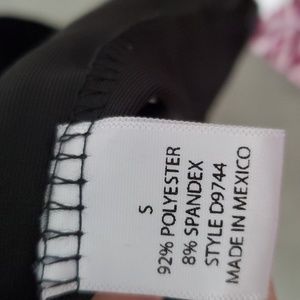 S
92% POLYESTER
8% SPANDEX
STYLE D9744
MADE IN MEXICO